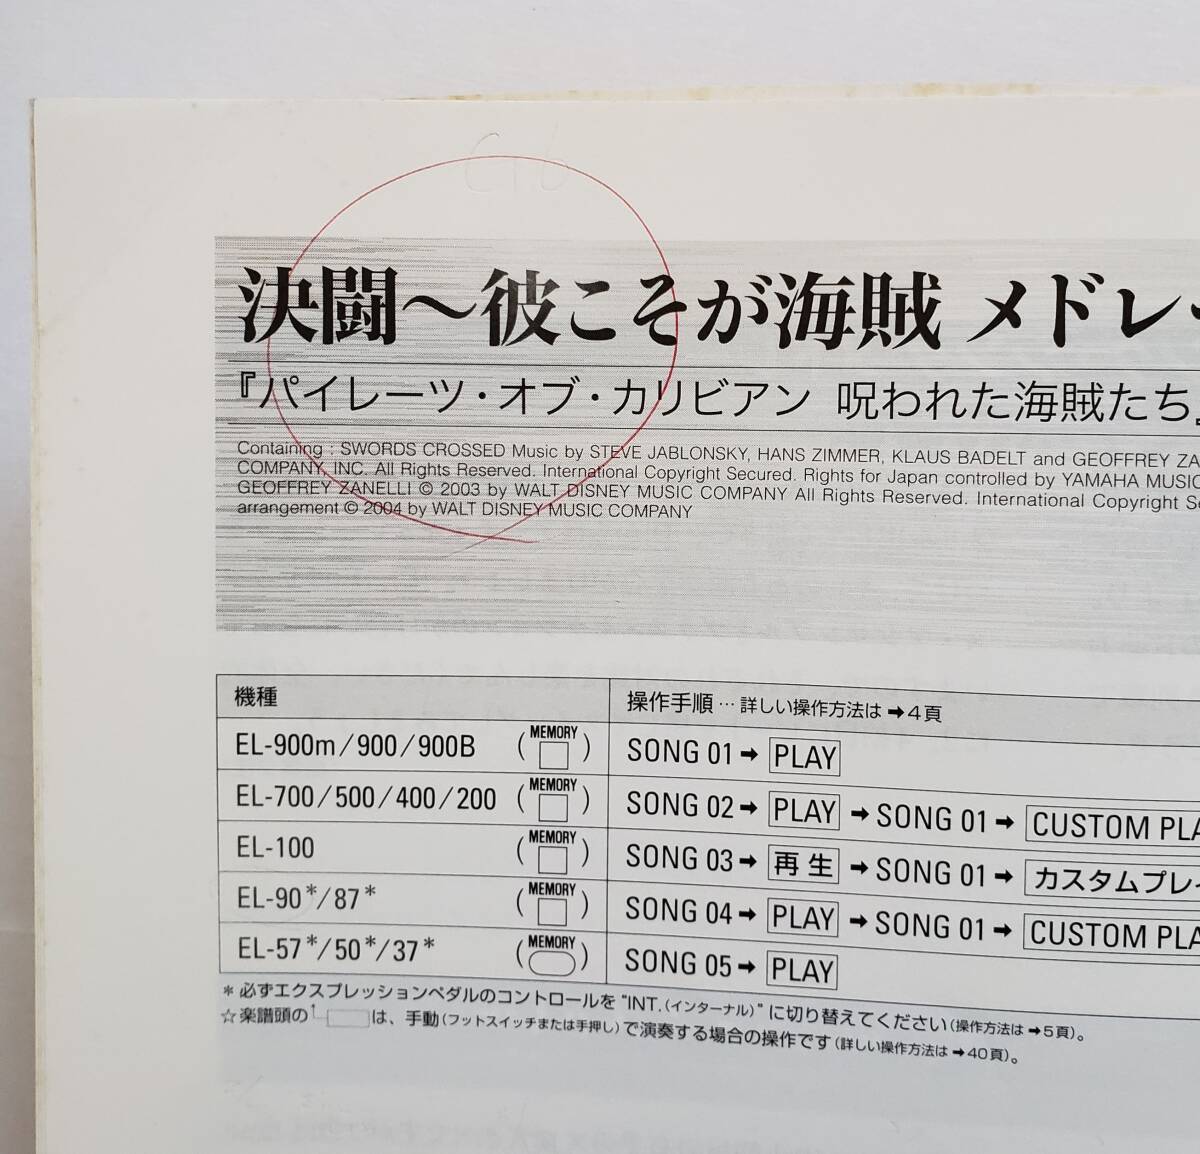 決闘～彼こそが海賊 メドレー
『パイレーツ・オブ・カリビアン 呪われた海賊たち』
Containing : SWORDS CROSSED Music by STEVE JABLONSKY, HANS ZIMMER, KLAUS BADELT and GEOFFREY ZA
COMPANY, INC. All Rights Reserved. International Copyright Secured. Rights for Japan controlled by YAMAHA MUSIC
GEOFFREY ZANELLI © 2003 by WALT DISNEY MUSIC COMPANY All Rights Reserved. International Copyright Se
arrangement © 2004 by WALT DISNEY MUSIC COMPANY
機種 操作手順 … 詳しい操作方法は ➜4頁
EL-900m/900/900B (MEMORY) SONG 01➜ PLAY
EL-700/500/400/200 (MEMORY) SONG 02➜ PLAY ➜SONG 01➜ CUSTOM PLA
EL-100 (MEMORY) SONG 03➜ 再生 ➜SONG 01➜ カスタムプレイ
EL-90*/87* (MEMORY) SONG 04➜ PLAY ➜SONG 01➜ CUSTOM PLA
EL-57*/50*/37* (MEMORY) SONG 05➜ PLAY
*必ずエクスプレッションペダルのコントロールを"INT.(インターナル)"に切り替えてください(操作方法は➜5頁)。
☆楽譜頭の は、手動(フットスイッチまたは手押し)で演奏する場合の操作です(詳しい操作方法は➜40頁)。